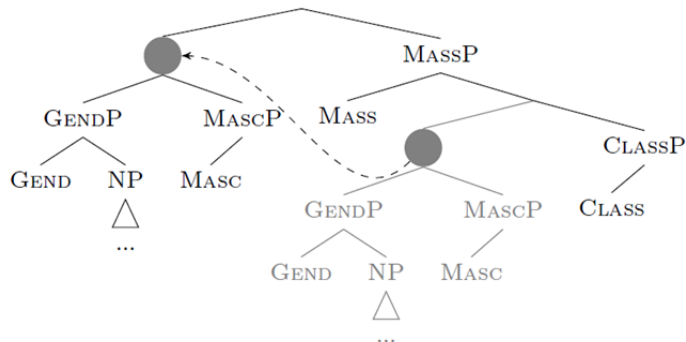 MASSP
GENDP MASCP MASS
CLASSP
GEND NP MASC CLASS
GENDP MASCP
...
GEND NP MASC
...